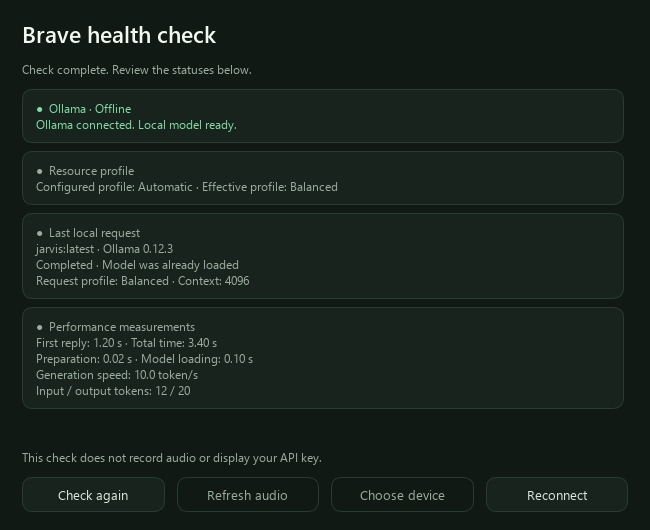 Brave health check
Check complete. Review the statuses below.
● Ollama · Offline
Ollama connected. Local model ready.
● Resource profile
Configured profile: Automatic · Effective profile: Balanced
● Last local request
jarvis:latest · Ollama 0.12.3
Completed · Model was already loaded
Request profile: Balanced · Context: 4096
● Performance measurements
First reply: 1.20 s · Total time: 3.40 s
Preparation: 0.02 s · Model loading: 0.10 s
Generation speed: 10.0 token/s
Input / output tokens: 12 / 20
This check does not record audio or display your API key.
Check again
Refresh audio
Choose device
Reconnect